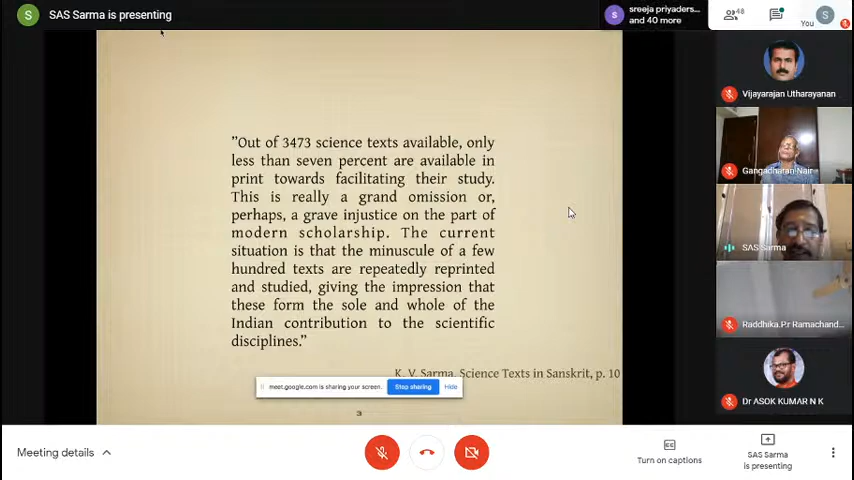 S
SAS Sarma is presenting
s
sreeja priyaders...
and 40 more
48
S
You
"Out of 3473 science texts available, only
less than seven percent are available in
print towards facilitating their study.
This is really a grand omission or,
perhaps, a grave injustice on the part of
modern scholarship. The current
situation is that the minuscule of a few
hundred texts are repeatedly reprinted
and studied, giving the impression that
these form the sole and whole of the
Indian contribution to the scientific
disciplines."
K. V. Sarma, Science Texts in Sanskrit, p. 10
meet.google.com is sharing your screen.
Stop sharing
Hide
3
Vijayarajan Utharayanan
Gangadharan Nair
SAS Sarma
Raddhika.P.r Ramachand...
Dr ASOK KUMAR N K
Meeting details
Turn on captions
SAS Sarma
is presenting